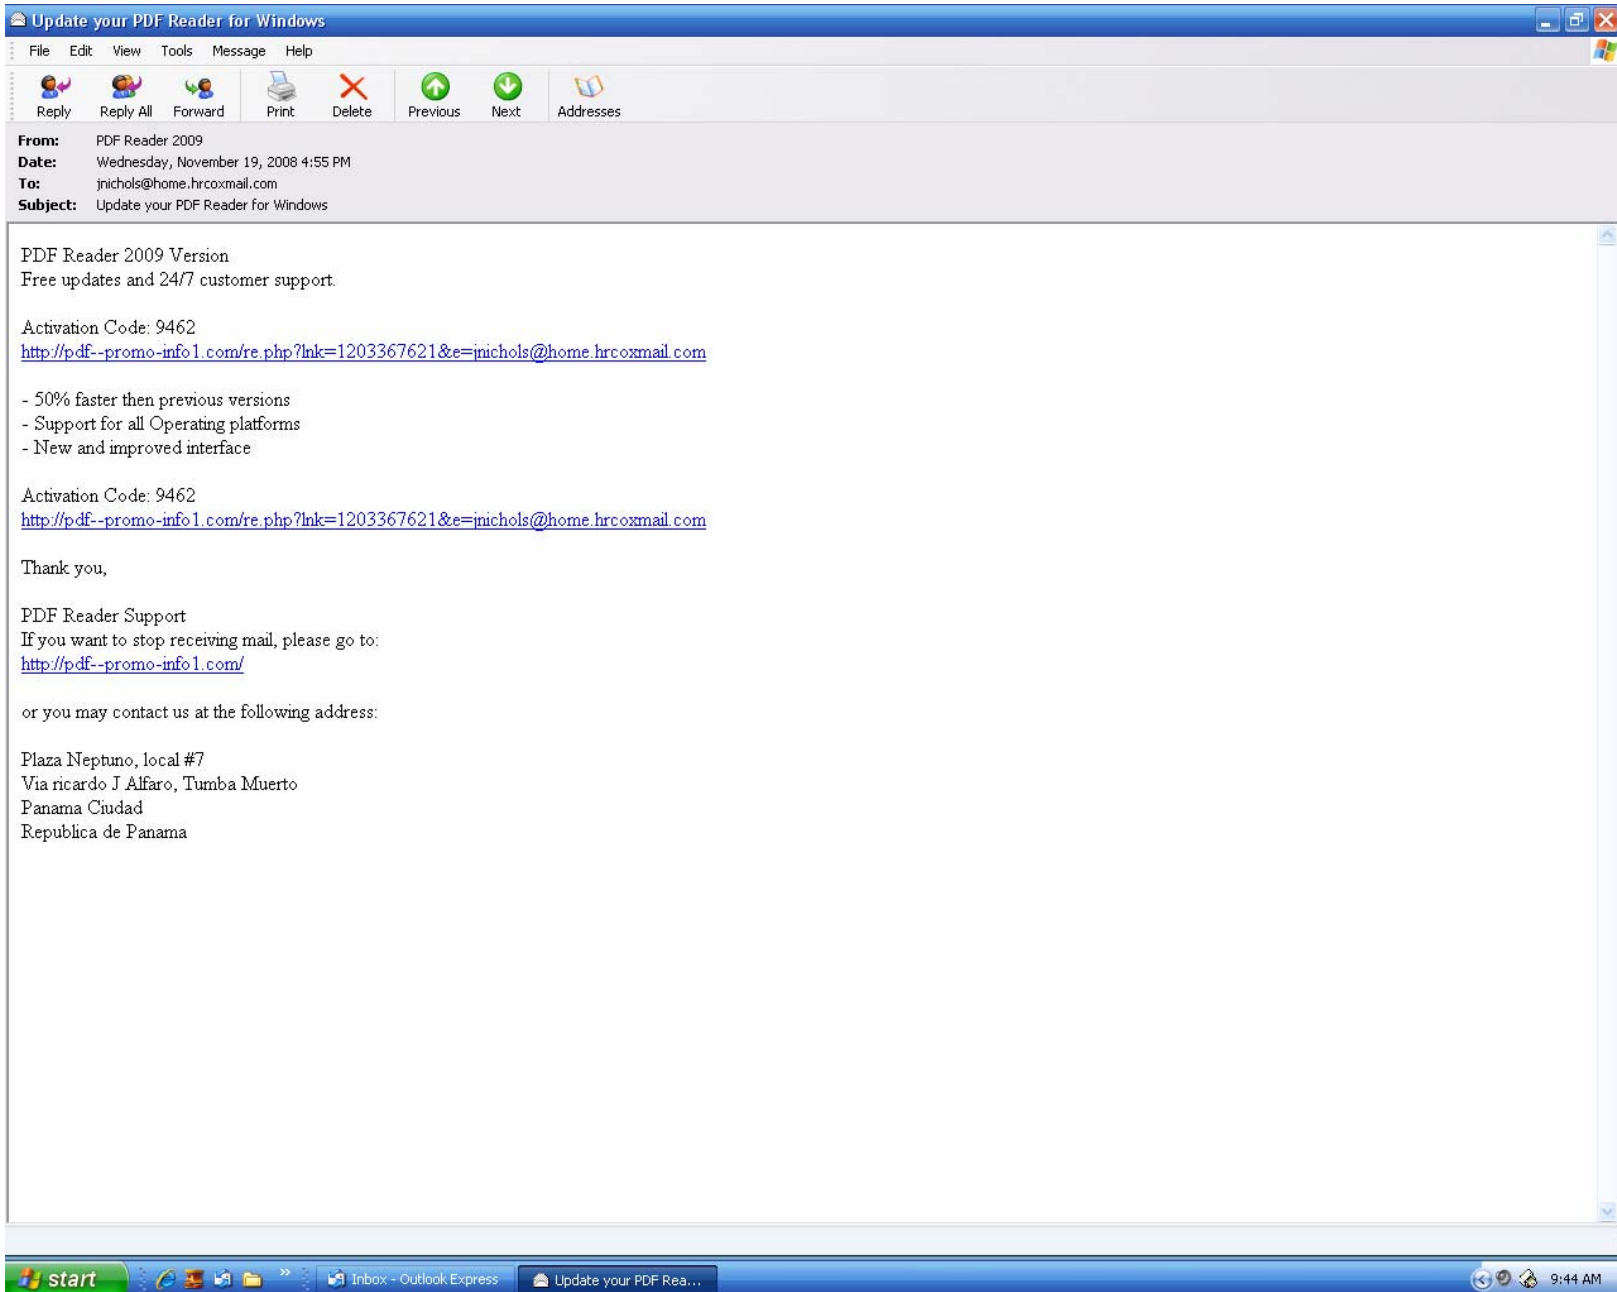 Update your PDF Reader for Windows
File Edit View Tools Message Help
Reply Reply All Forward Print Delete Previous Next Addresses
From: PDF Reader 2009
Date: Wednesday, November 19, 2008 4:55 PM
To: jnichols@home.hrcoxmail.com
Subject: Update your PDF Reader for Windows
PDF Reader 2009 Version
Free updates and 24/7 customer support.
Activation Code: 9462
http://pdf--promo-info1.com/re.php?lnk=1203367621&e=jnichols@home.hrcoxmail.com
- 50% faster then previous versions
- Support for all Operating platforms
- New and improved interface
Activation Code: 9462
http://pdf--promo-info1.com/re.php?lnk=1203367621&e=jnichols@home.hrcoxmail.com
Thank you,
PDF Reader Support
If you want to stop receiving mail, please go to:
http://pdf--promo-info1.com/
or you may contact us at the following address:
Plaza Neptuno, local #7
Via ricardo J Alfaro, Tumba Muerto
Panama Ciudad
Republica de Panama
start » Inbox - Outlook Express Update your PDF Rea... 9:44 AM